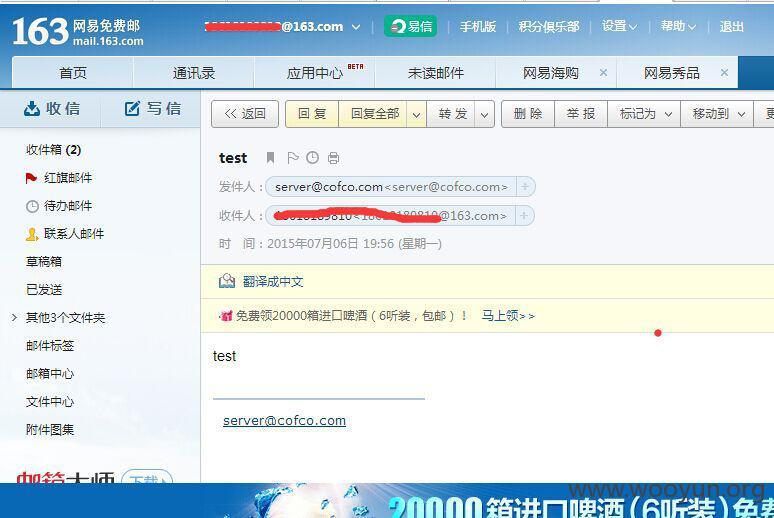 163 网易免费邮
mail.163.com
@163.com 易信 手机版 积分俱乐部 设置 帮助 退出
首页 通讯录 应用中心 BETA 未读邮件 网易海购 × 网易秀品 ×
收信 写信
<< 返回 回复 回复全部 转发 删除 举报 标记为 移动到
收件箱 (2)
红旗邮件
待办邮件
联系人邮件
草稿箱
已发送
其他3个文件夹
邮件标签
邮箱中心
文件中心
附件图集
邮箱大师 下载
test
发件人：server@cofco.com<server@cofco.com> +
收件人： @163.com> +
时 间：2015年07月06日 19:56 (星期一)
翻译成中文
免费领20000箱进口啤酒（6听装，包邮）！ 马上领>>
test
server@cofco.com
20000箱进口啤酒(6听装)免费
www.wooyun.org